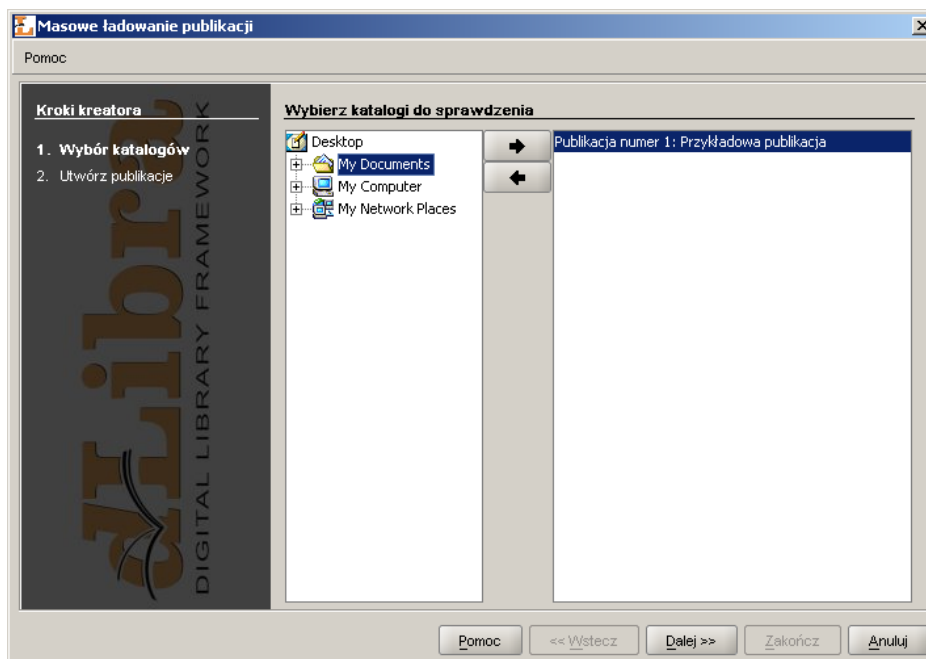 Masowe ładowanie publikacji
Pomoc
Kroki kreatora
1. Wybór katalogów
2. Utwórz publikacje
dLibra
DIGITAL LIBRARY FRAMEWORK
Wybierz katalogi do sprawdzenia
Desktop
My Documents
My Computer
My Network Places
Publikacja numer 1: Przykładowa publikacja
Pomoc
<< Wstecz
Dalej >>
Zakończ
Anuluj